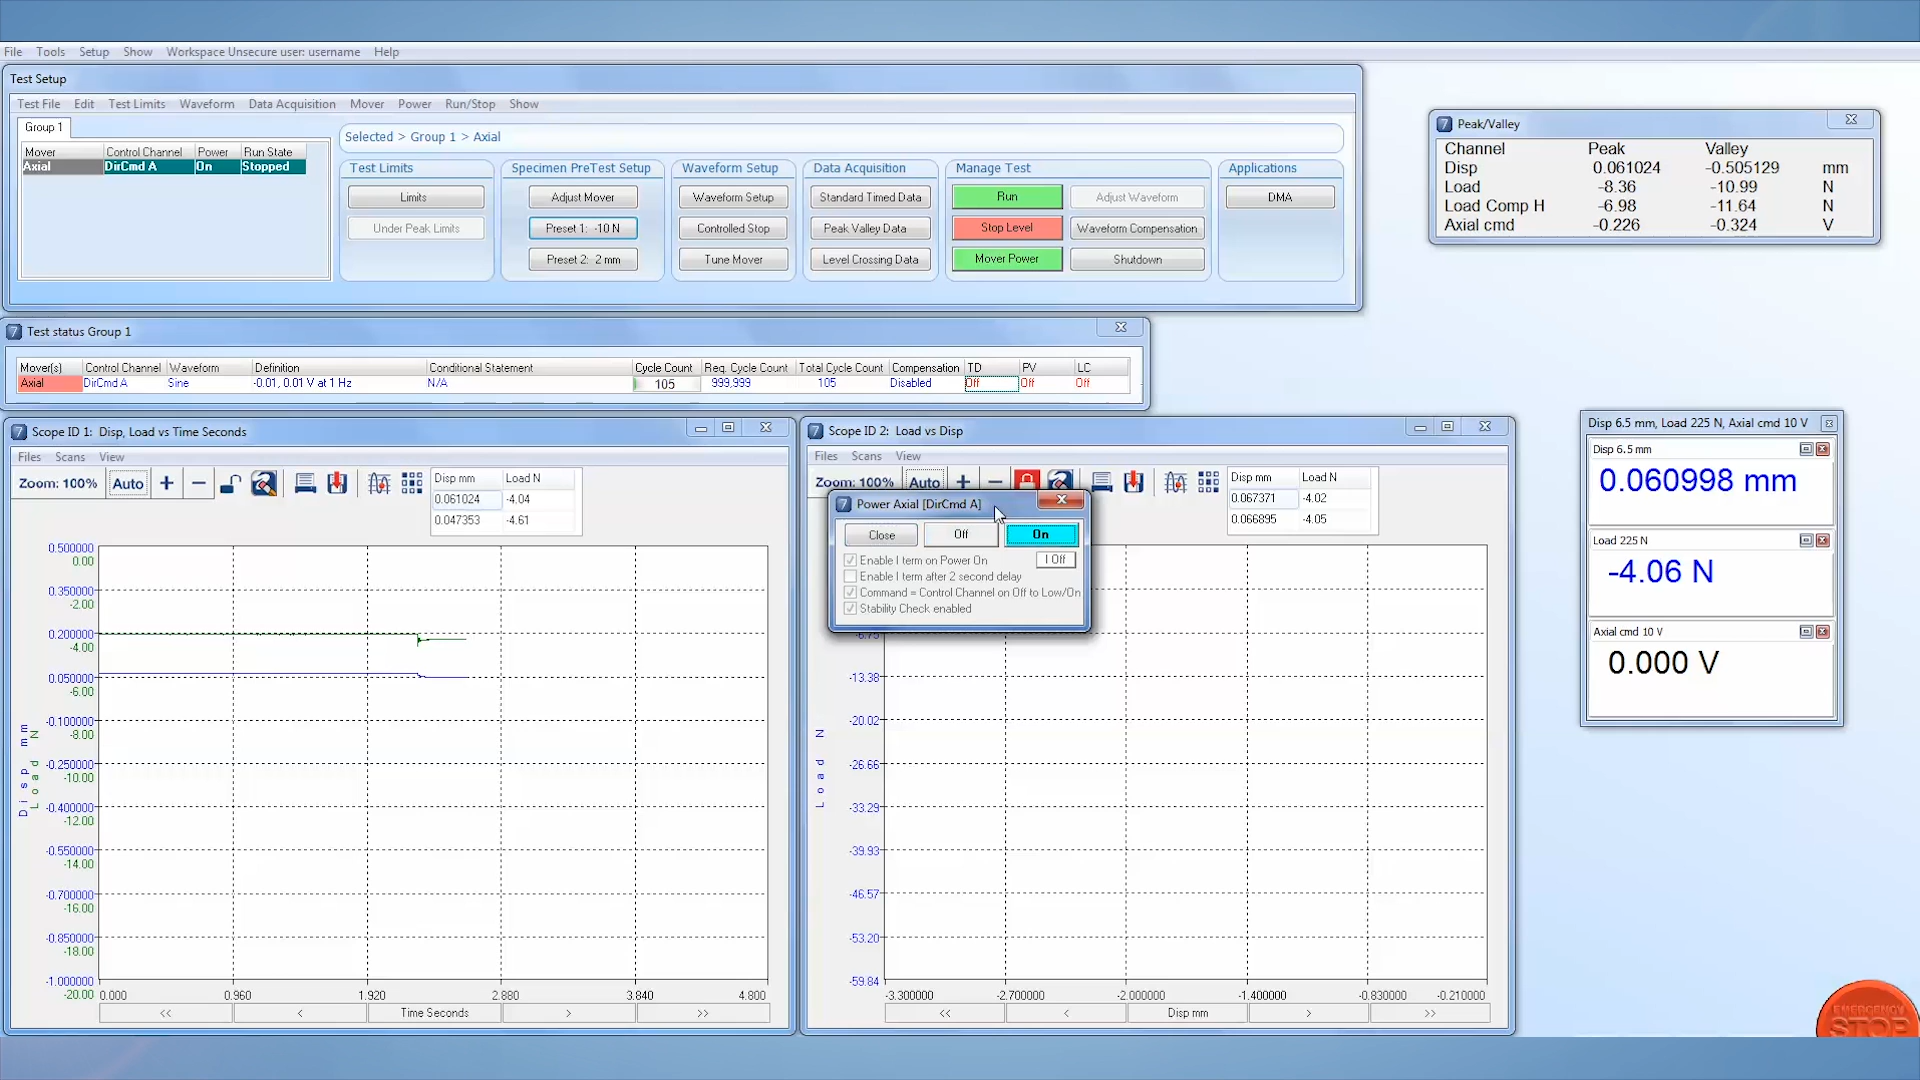 File Tools Setup Show Workspace Unsecure user: username Help
Test Setup
Test File Edit Test Limits Waveform Data Acquisition Mover Power Run/Stop Show
Group 1
Mover Control Channel Power Run State
Axial DirCmd A On Stopped
Selected > Group 1 > Axial
Test Limits
Limits
Under Peak Limits
Specimen PreTest Setup
Adjust Mover
Preset 1: -10 N
Preset 2: 2 mm
Waveform Setup
Waveform Setup
Controlled Stop
Tune Mover
Data Acquisition
Standard Timed Data
Peak Valley Data
Level Crossing Data
Manage Test
Run Adjust Waveform
Stop Level Waveform Compensation
Mover Power Shutdown
Applications
DMA
7 Peak/Valley
Channel Peak Valley
Disp 0.061024 -0.505129 mm
Load -8.36 -10.99 N
Load Comp H -6.98 -11.64 N
Axial cmd -0.226 -0.324 V
7 Test status Group 1
Mover(s) Control Channel Waveform Definition Conditional Statement Cycle Count Req. Cycle Count Total Cycle Count Compensation TD PV LC
Axial DirCmd A Sine -0.01, 0.01 V at 1 Hz N/A 105 999,999 105 Disabled Off Off Off
7 Scope ID 1: Disp, Load vs Time Seconds
Files Scans View
Zoom: 100% Auto + −
Disp mm Load N
0.061024 -4.04
0.047353 -4.61
0.500000
0.00
0.350000
-2.00
0.200000
-4.00
0.050000
-6.00
-0.100000
-8.00
-0.250000
-10.00
-0.400000
-12.00
-0.550000
-14.00
-0.700000
-16.00
-0.850000
-18.00
-1.000000
-20.00
Disp mm
Load N
0.000 0.960 1.920 2.880 3.840 4.800
<< < Time Seconds > >>
7 Scope ID 2: Load vs Disp
Files Scans View
Zoom: 100% Auto + −
Disp mm Load N
0.067371 -4.02
0.066895 -4.05
7 Power Axial [DirCmd A]
Close Off On
Enable I term on Power On I Off
Enable I term after 2 second delay
Command = Control Channel on Off to Low/On
Stability Check enabled
-6.75
-13.38
-20.02
-26.66
-33.29
-39.93
-46.57
-53.20
-59.84
Load N
-3.300000 -2.700000 -2.000000 -1.400000 -0.830000 -0.210000
<< < Disp mm > >>
Disp 6.5 mm, Load 225 N, Axial cmd 10 V
Disp 6.5 mm
0.060998 mm
Load 225 N
-4.06 N
Axial cmd 10 V
0.000 V
EMERGENCY
STOP